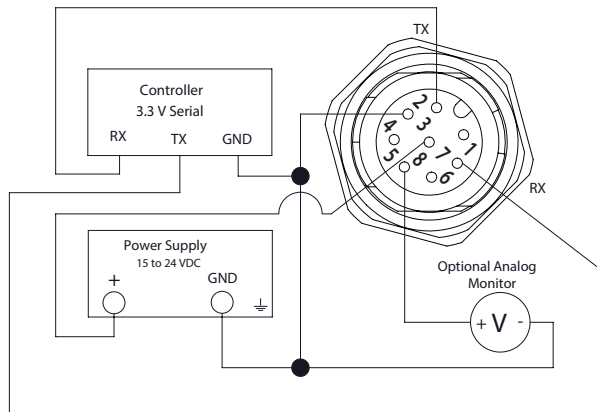 TX
Controller
3.3 V Serial
RX TX GND
2
3
4
5
8
7
1
6
RX
Power Supply
15 to 24 VDC
+ GND
Optional Analog
Monitor
+ V -